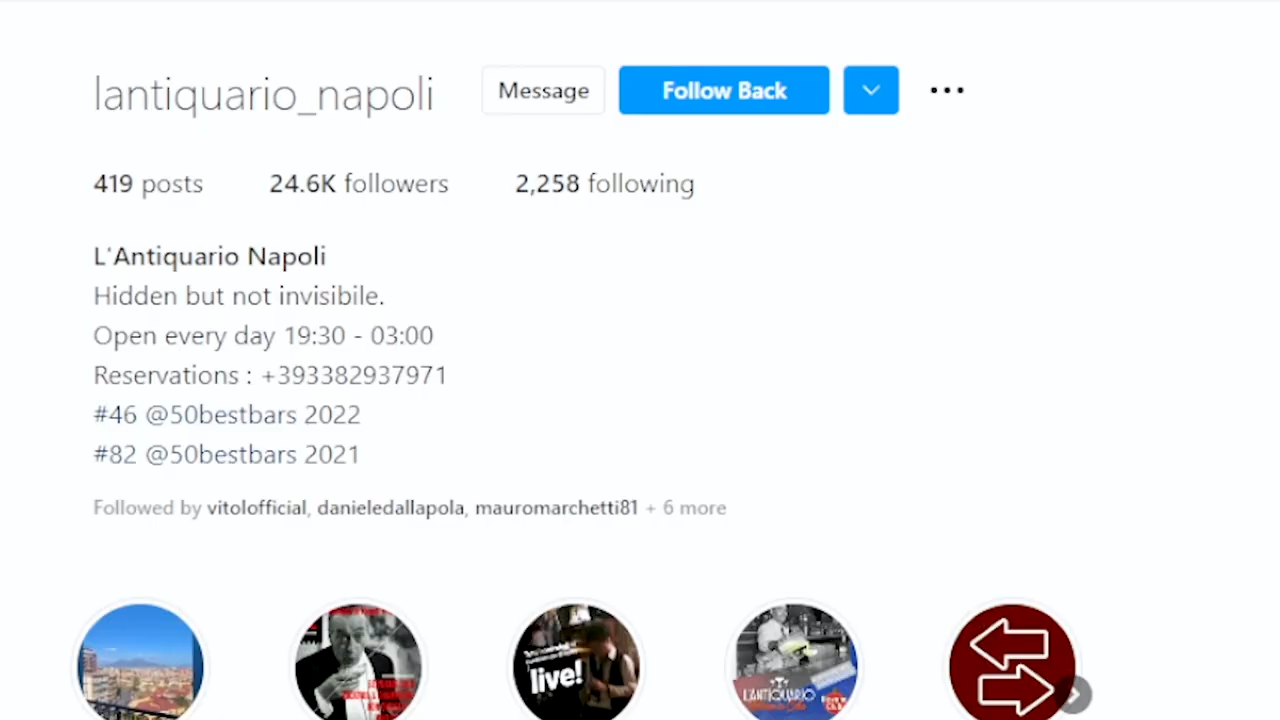 lantiquario_napoli Message Follow Back
419 posts 24.6K followers 2,258 following
L'Antiquario Napoli
Hidden but not invisibile.
Open every day 19:30 - 03:00
Reservations : +393382937971
#46 @50bestbars 2022
#82 @50bestbars 2021
Followed by vitolofficial, danieledallapola, mauromarchetti81 + 6 more
live!
L'ANTIQUARIO